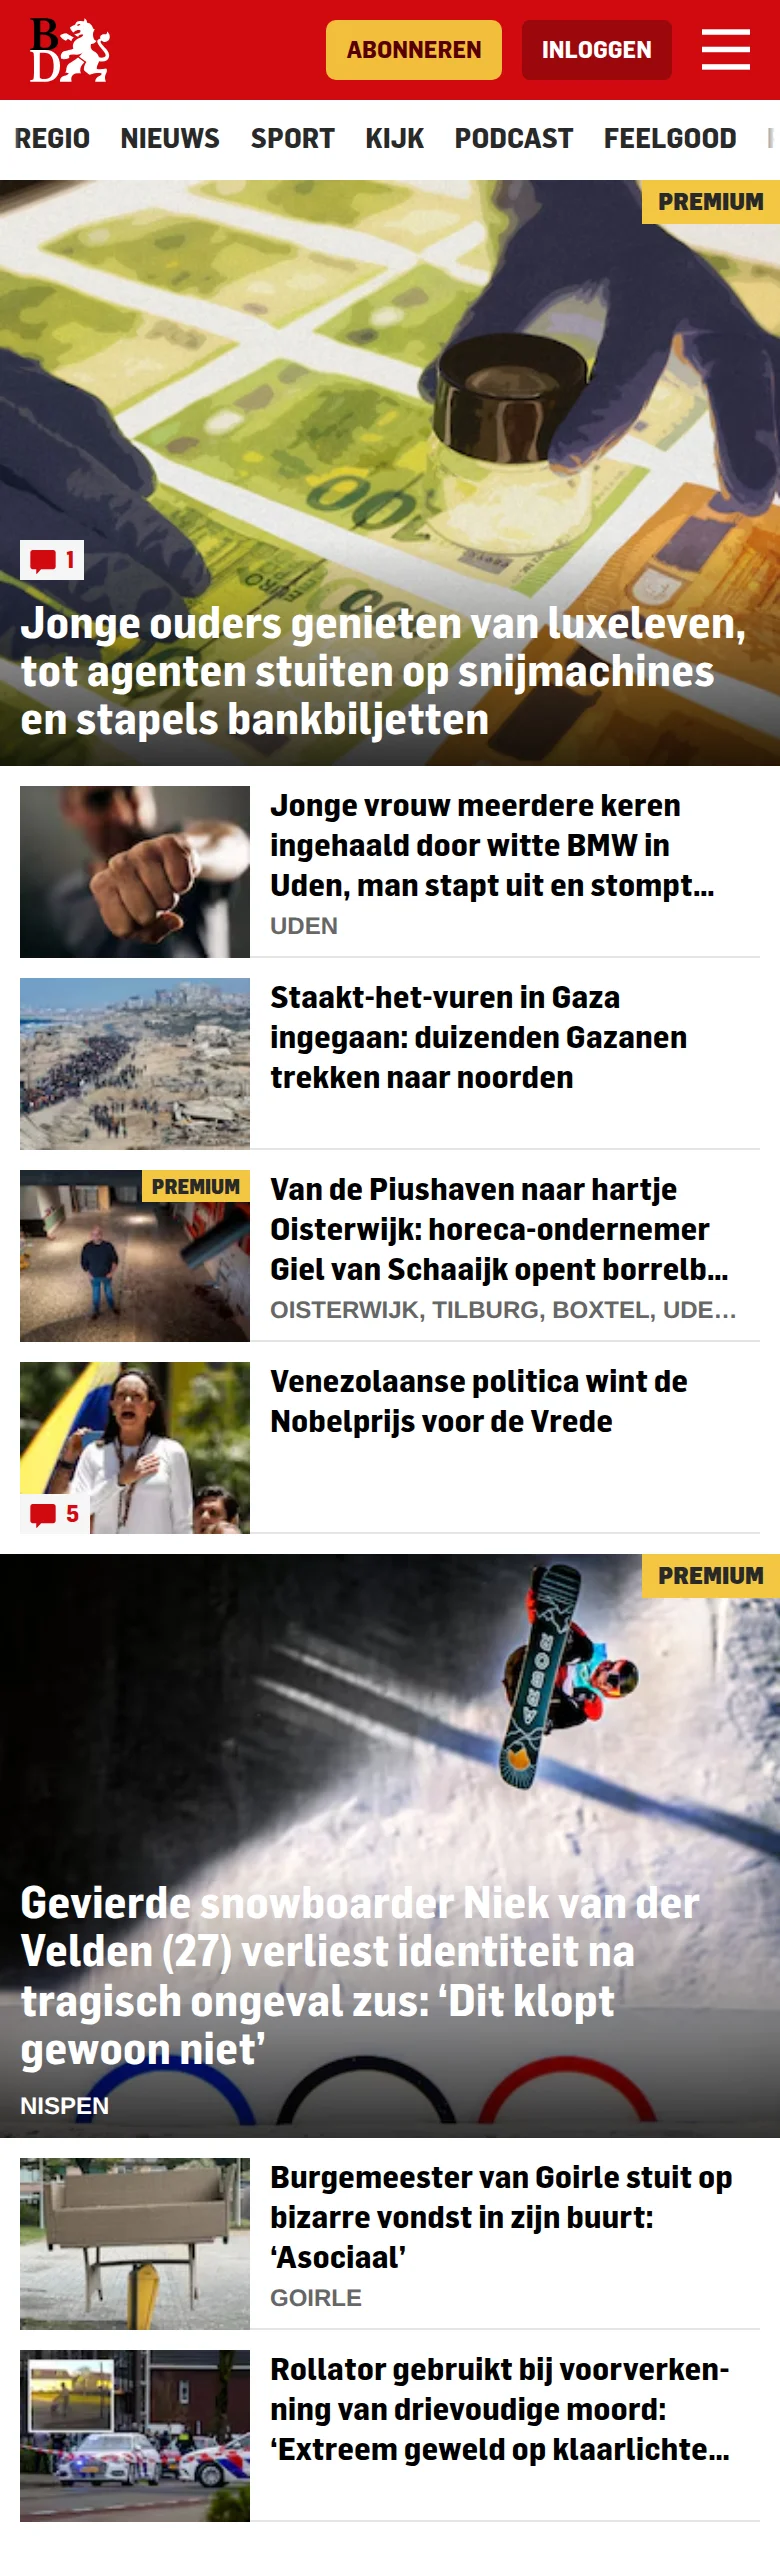 BD
ABONNEREN
INLOGGEN
REGIO NIEUWS SPORT KIJK PODCAST FEELGOOD
PREMIUM
1
Jonge ouders genieten van luxeleven,
tot agenten stuiten op snijmachines
en stapels bankbiljetten
Jonge vrouw meerdere keren
ingehaald door witte BMW in
Uden, man stapt uit en stompt...
UDEN
Staakt-het-vuren in Gaza
ingegaan: duizenden Gazanen
trekken naar noorden
PREMIUM
Van de Piushaven naar hartje
Oisterwijk: horeca-ondernemer
Giel van Schaaijk opent borrelb...
OISTERWIJK, TILBURG, BOXTEL, UDE...
Venezolaanse politica wint de
Nobelprijs voor de Vrede
5
PREMIUM
Gevierde snowboarder Niek van der
Velden (27) verliest identiteit na
tragisch ongeval zus: ‘Dit klopt
gewoon niet’
NISPEN
Burgemeester van Goirle stuit op
bizarre vondst in zijn buurt:
‘Asociaal’
GOIRLE
Rollator gebruikt bij voorverken-
ning van drievoudige moord:
‘Extreem geweld op klaarlichte...